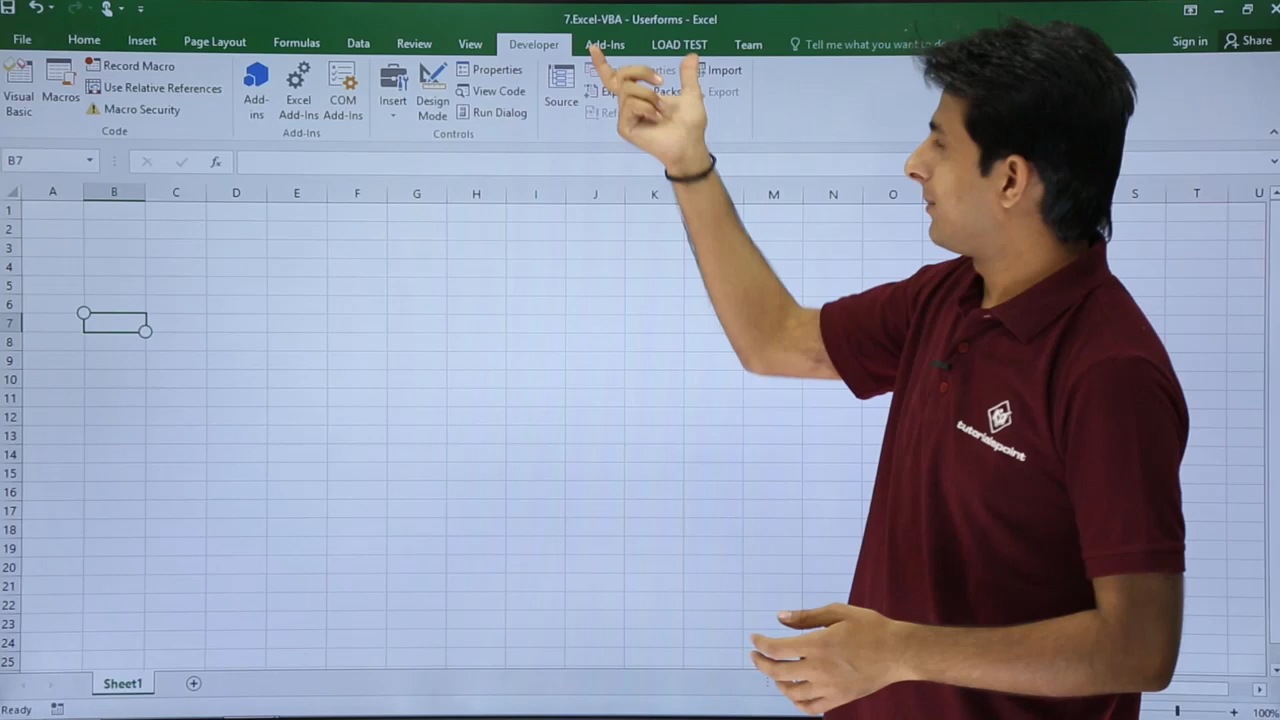 7.Excel-VBA - Userforms - Excel
File Home Insert Page Layout Formulas Data Review View Developer Add-Ins LOAD TEST Team Tell me what you want to do Sign in Share
Visual Basic
Macros
Record Macro
Use Relative References
Macro Security
Code
Add-ins
Excel Add-Ins
COM Add-Ins
Add-Ins
Insert
Design Mode
Properties
View Code
Run Dialog
Controls
Source
Import
Export
B7
fx
A B C D E F G H I J K M N O S T U
1
2
3
4
5
6
7
8
9
10
11
12
13
14
15
16
17
18
19
20
21
22
23
24
25
tutorialspoint
Sheet1
Ready
100%